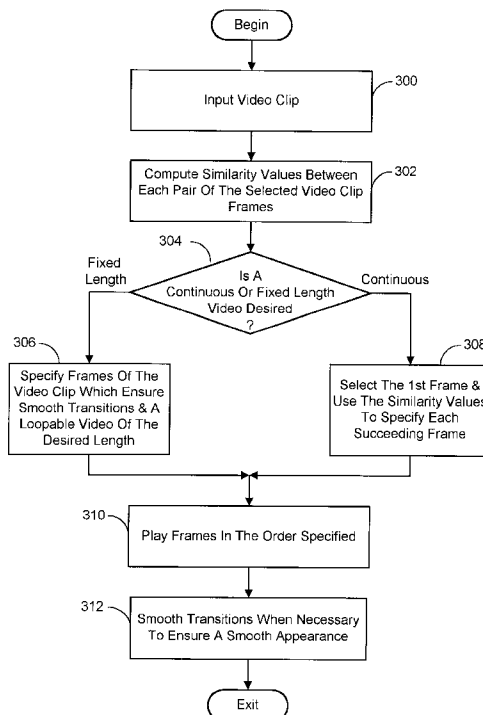 Begin
300
Input Video Clip
302
Compute Similarity Values Between
Each Pair Of The Selected Video Clip
Frames
304
Is A
Continuous Or Fixed Length
Video Desired
?
Fixed
Length
Continuous
306
Specify Frames Of The
Video Clip Which Ensure
Smooth Transitions & A
Loopable Video Of The
Desired Length
308
Select The 1st Frame &
Use The Similarity Values
To Specify Each
Succeeding Frame
310
Play Frames In The Order Specified
312
Smooth Transitions When Necessary
To Ensure A Smooth Appearance
Exit